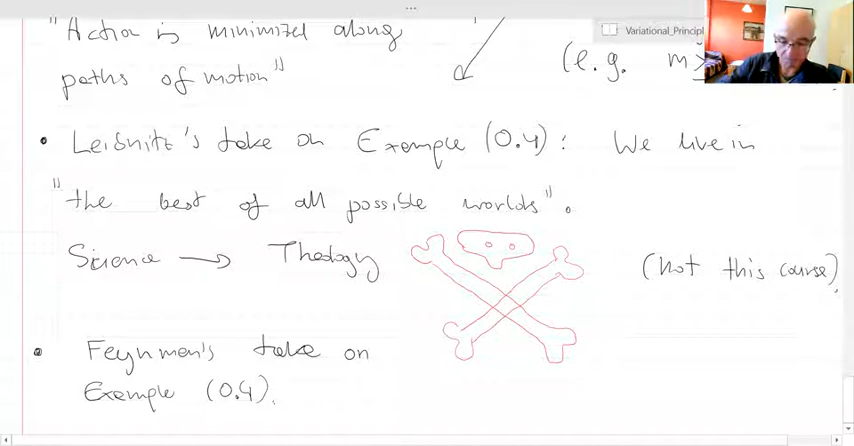 "Action is minimized along
paths of motion"
(e.g. m
Variational_Principl
• Leibnitz's take on Example (0.4): We live in
"the best of all possible worlds".
Science → Theology (not this course).
• Feynman's take on
Example (0.4).